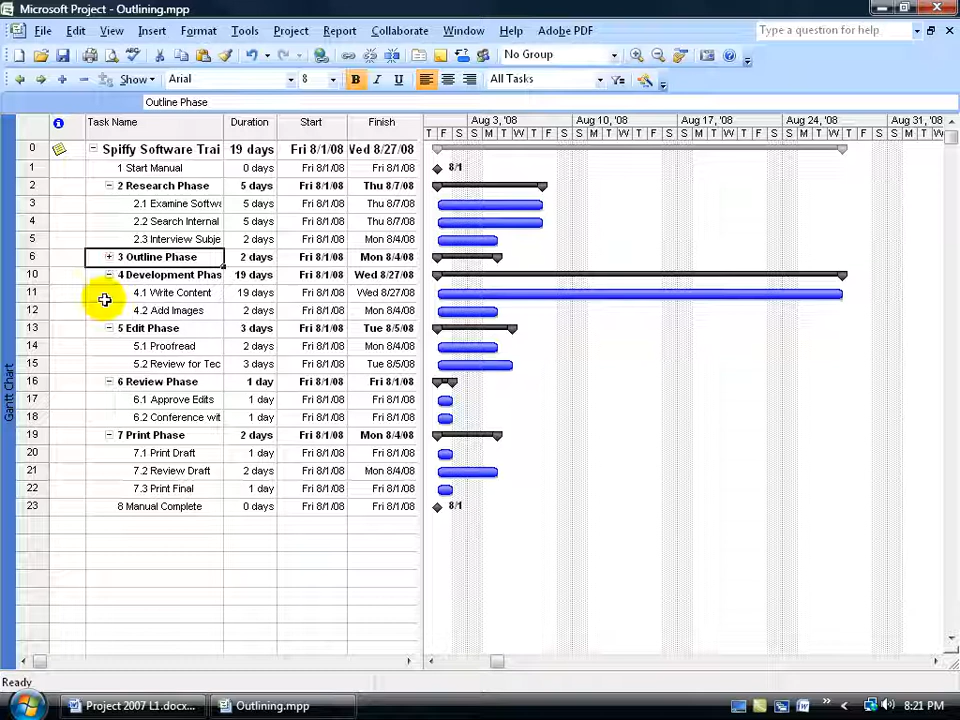 Microsoft Project - Outlining.mpp
File Edit View Insert Format Tools Project Report Collaborate Window Help Adobe PDF Type a question for help
No Group
Show Arial 8 B I U All Tasks
Outline Phase
Task Name Duration Start Finish Aug 3, '08 Aug 10, '08 Aug 17, '08 Aug 24, '08 Aug 31, '08
T F S S M T W T F S S M T W T F S S M T W T F S S M T W T F S S M T W
0 Spiffy Software Trai 19 days Fri 8/1/08 Wed 8/27/08
1 1 Start Manual 0 days Fri 8/1/08 Fri 8/1/08 8/1
2 2 Research Phase 5 days Fri 8/1/08 Thu 8/7/08
3 2.1 Examine Softwa 5 days Fri 8/1/08 Thu 8/7/08
4 2.2 Search Internal 5 days Fri 8/1/08 Thu 8/7/08
5 2.3 Interview Subje 2 days Fri 8/1/08 Mon 8/4/08
6 3 Outline Phase 2 days Fri 8/1/08 Mon 8/4/08
10 4 Development Phas 19 days Fri 8/1/08 Wed 8/27/08
11 4.1 Write Content 19 days Fri 8/1/08 Wed 8/27/08
12 4.2 Add Images 2 days Fri 8/1/08 Mon 8/4/08
13 5 Edit Phase 3 days Fri 8/1/08 Tue 8/5/08
14 5.1 Proofread 2 days Fri 8/1/08 Mon 8/4/08
15 5.2 Review for Tec 3 days Fri 8/1/08 Tue 8/5/08
16 6 Review Phase 1 day Fri 8/1/08 Fri 8/1/08
17 6.1 Approve Edits 1 day Fri 8/1/08 Fri 8/1/08
18 6.2 Conference wit 1 day Fri 8/1/08 Fri 8/1/08
19 7 Print Phase 2 days Fri 8/1/08 Mon 8/4/08
20 7.1 Print Draft 1 day Fri 8/1/08 Fri 8/1/08
21 7.2 Review Draft 2 days Fri 8/1/08 Mon 8/4/08
22 7.3 Print Final 1 day Fri 8/1/08 Fri 8/1/08
23 8 Manual Complete 0 days Fri 8/1/08 Fri 8/1/08 8/1
Gantt Chart
Ready
Project 2007 L1.docx... Outlining.mpp 8:21 PM